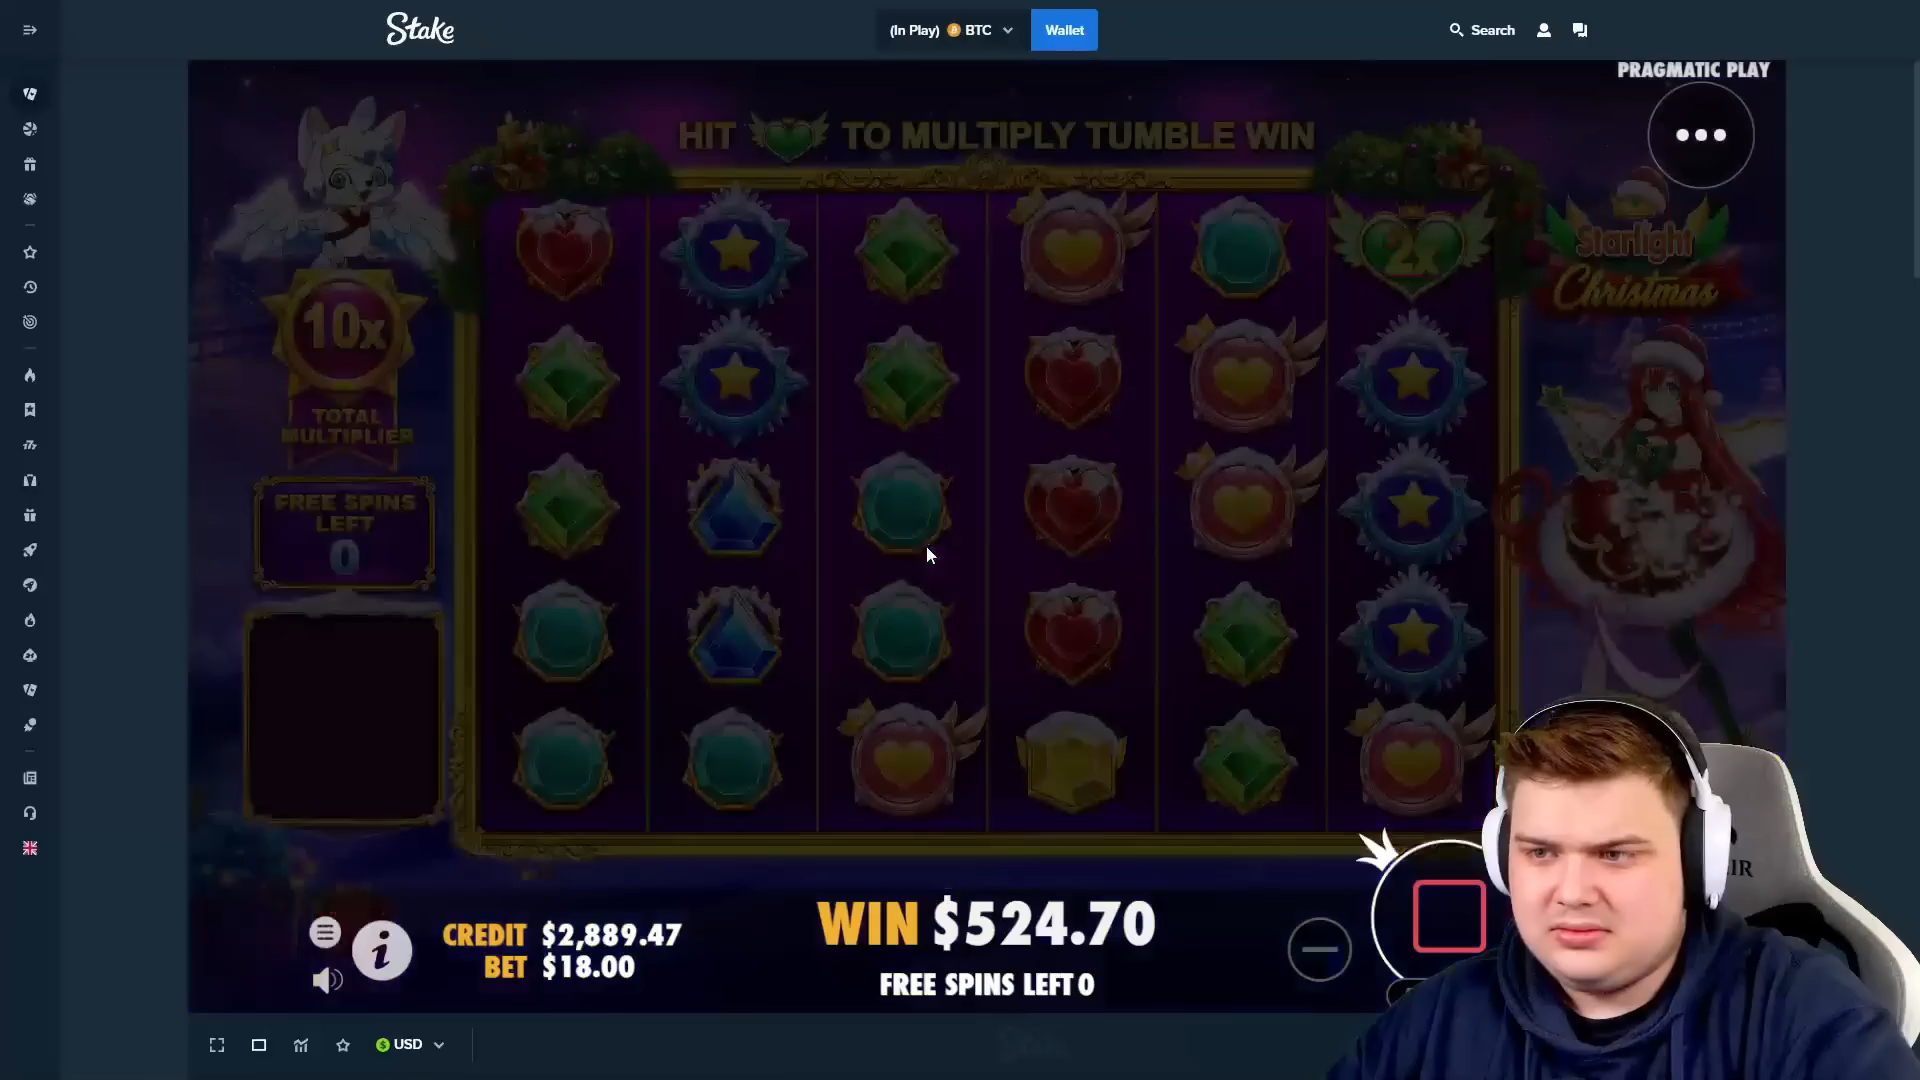 Stake
(In Play) BTC
Wallet
Search
PRAGMATIC PLAY
HIT TO MULTIPLY TUMBLE WIN
2x
Starlight
Christmas
10x
TOTAL
MULTIPLIER
FREE SPINS
LEFT
0
CREDIT $2,889.47
BET $18.00
WIN $524.70
FREE SPINS LEFT 0
USD
Stake